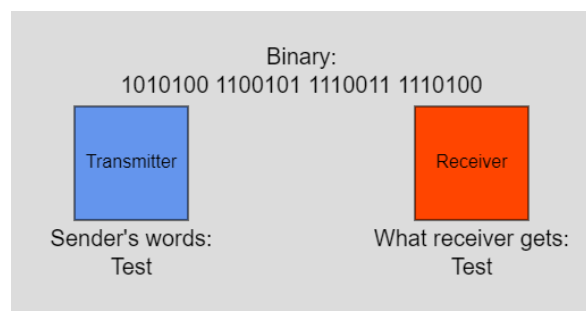 Binary:
1010100 1100101 1110011 1110100
Transmitter
Receiver
Sender's words:
Test
What receiver gets:
Test